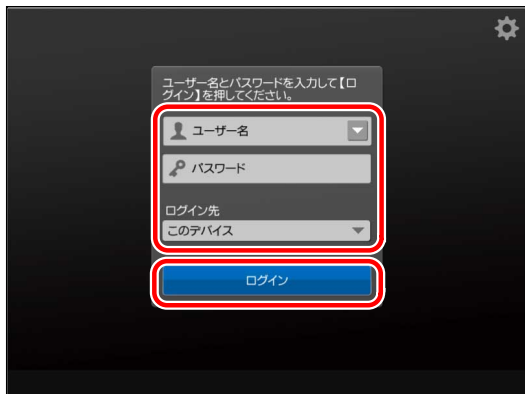 ユーザー名とパスワードを入力して【ロ
グイン】を押してください。
ユーザー名
パスワード
ログイン先
このデバイス
ログイン